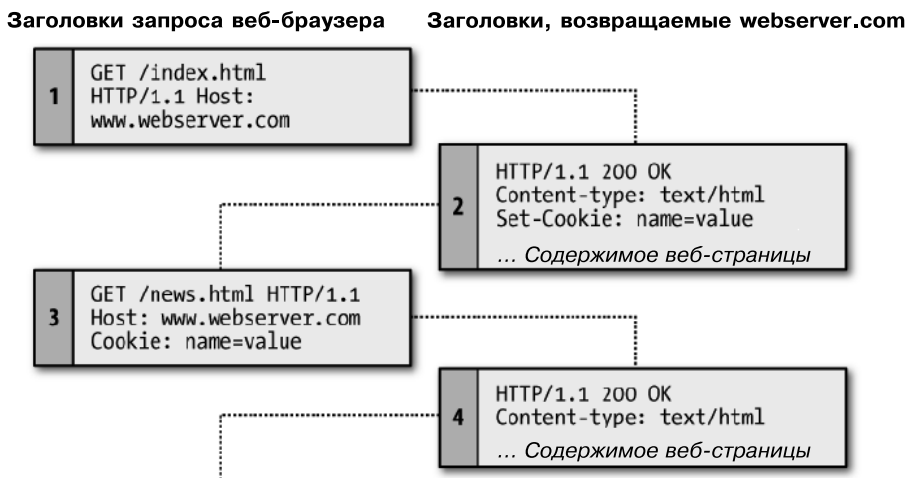 Заголовки запроса веб-браузера
Заголовки, возвращаемые webserver.com
1
GET /index.html
HTTP/1.1 Host:
www.webserver.com
2
HTTP/1.1 200 OK
Content-type: text/html
Set-Cookie: name=value
... Содержимое веб-страницы
3
GET /news.html HTTP/1.1
Host: www.webserver.com
Cookie: name=value
4
HTTP/1.1 200 OK
Content-type: text/html
... Содержимое веб-страницы